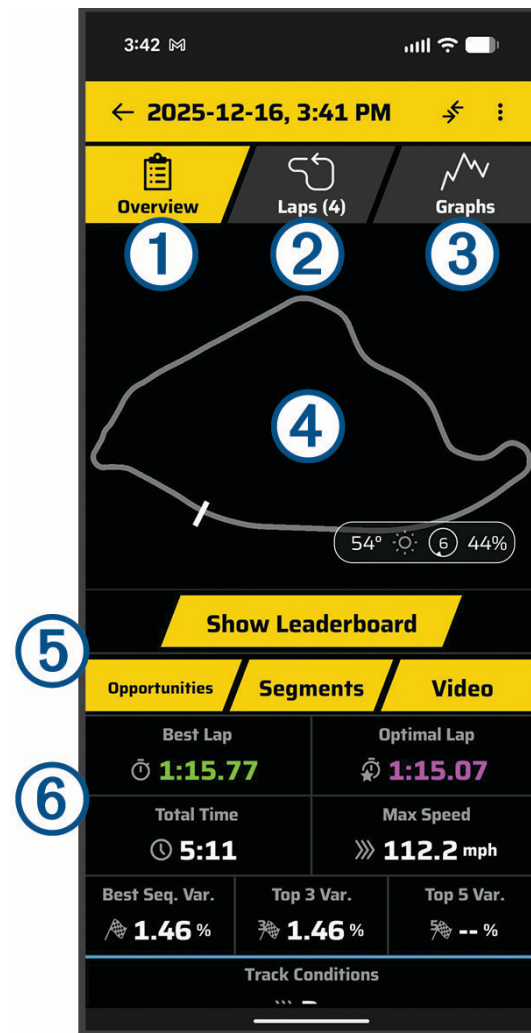 3:42
2025-12-16, 3:41 PM
Overview Laps (4) Graphs
1 2 3
4
54° 6 44%
Show Leaderboard
5
Opportunities Segments Video
Best Lap Optimal Lap
1:15.77 1:15.07
6
Total Time Max Speed
5:11 112.2 mph
Best Seq. Var. Top 3 Var. Top 5 Var.
1.46 % 3 1.46 % 5 -- %
Track Conditions